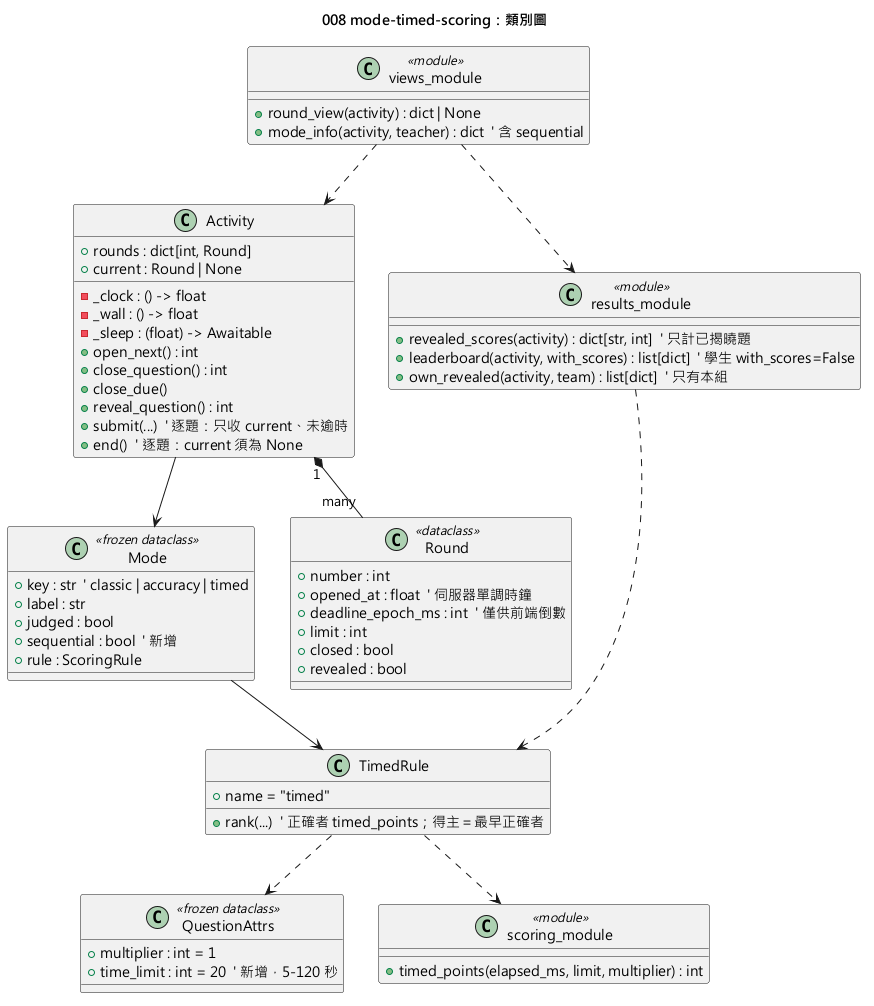 008 mode-timed-scoring：類別圖
«module»
C views_module
round_view(activity) : dict | None
mode_info(activity, teacher) : dict ' 含 sequential
C Activity
rounds : dict[int, Round]
current : Round | None
_clock : () -> float
_wall : () -> float
_sleep : (float) -> Awaitable
open_next() : int
close_question() : int
close_due()
reveal_question() : int
submit(...) ' 逐題：只收 current、未逾時
end() ' 逐題：current 須為 None
«module»
C results_module
revealed_scores(activity) : dict[str, int] ' 只計已揭曉題
leaderboard(activity, with_scores) : list[dict] ' 學生 with_scores=False
own_revealed(activity, team) : list[dict] ' 只有本組
1
many
«frozen dataclass»
C Mode
key : str ' classic | accuracy | timed
label : str
judged : bool
sequential : bool ' 新增
rule : ScoringRule
«dataclass»
C Round
number : int
opened_at : float ' 伺服器單調時鐘
deadline_epoch_ms : int ' 僅供前端倒數
limit : int
closed : bool
revealed : bool
C TimedRule
name = "timed"
rank(...) ' 正確者 timed_points；得主＝最早正確者
«frozen dataclass»
C QuestionAttrs
multiplier : int = 1
time_limit : int = 20 ' 新增，5-120 秒
«module»
C scoring_module
timed_points(elapsed_ms, limit, multiplier) : int